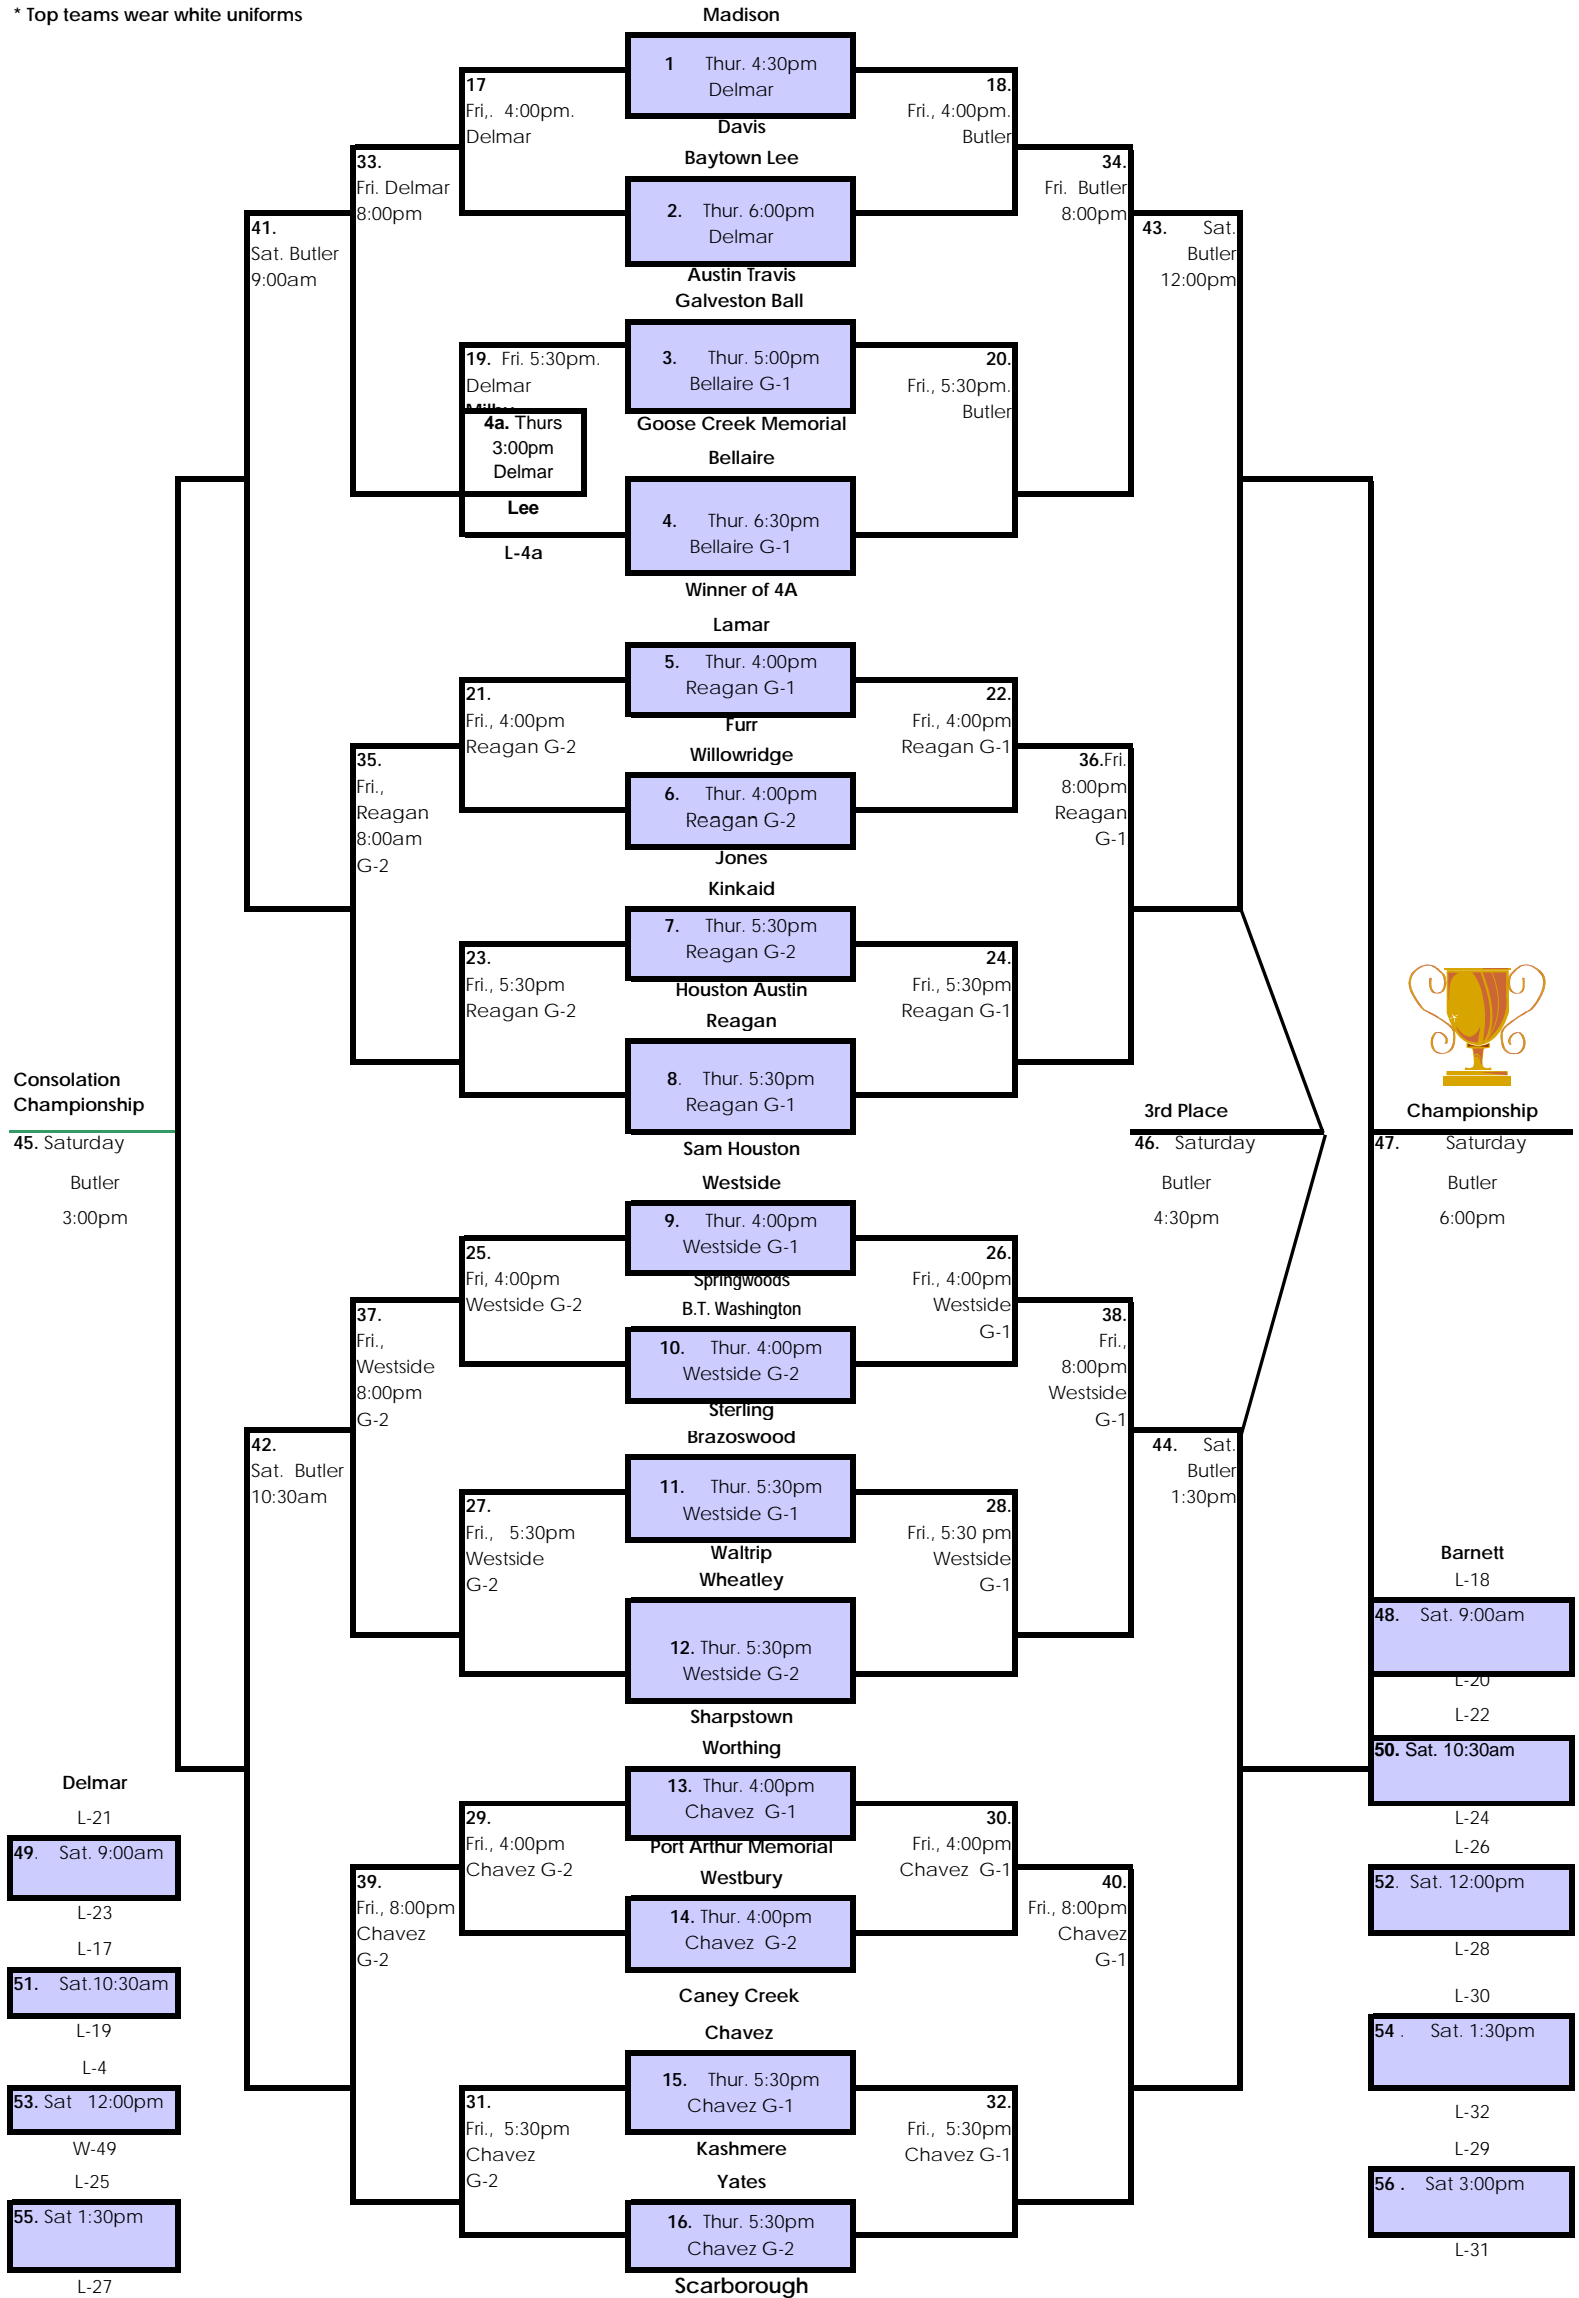 * Top teams wear white uniforms
Madison
1 Thur. 4:30pm
Delmar
Davis
17
Fri,. 4:00pm.
Delmar
18.
Fri., 4:00pm.
Butler
Baytown Lee
2. Thur. 6:00pm
Delmar
Austin Travis
33.
Fri. Delmar
8:00pm
34.
Fri. Butler
8:00pm
41.
Sat. Butler
9:00am
43. Sat.
Butler
12:00pm
Galveston Ball
3. Thur. 5:00pm
Bellaire G-1
Goose Creek Memorial
19. Fri. 5:30pm.
Delmar
20.
Fri., 5:30pm.
Butler
4a. Thurs
3:00pm
Delmar
Lee
L-4a
Bellaire
4. Thur. 6:30pm
Bellaire G-1
Winner of 4A
Lamar
5. Thur. 4:00pm
Reagan G-1
Furr
21.
Fri., 4:00pm
Reagan G-2
22.
Fri., 4:00pm
Reagan G-1
Willowridge
6. Thur. 4:00pm
Reagan G-2
Jones
35.
Fri.,
Reagan
8:00am
G-2
36.Fri.
8:00pm
Reagan
G-1
Kinkaid
7. Thur. 5:30pm
Reagan G-2
Houston Austin
23.
Fri., 5:30pm
Reagan G-2
24.
Fri., 5:30pm
Reagan G-1
Reagan
8. Thur. 5:30pm
Reagan G-1
Sam Houston
Consolation
Championship
45. Saturday
Butler
3:00pm
3rd Place
46. Saturday
Butler
4:30pm
Championship
47. Saturday
Butler
6:00pm
Westside
9. Thur. 4:00pm
Westside G-1
Springwoods
25.
Fri, 4:00pm
Westside G-2
26.
Fri., 4:00pm
Westside
G-1
B.T. Washington
10. Thur. 4:00pm
Westside G-2
Sterling
37.
Fri.,
Westside
8:00pm
G-2
38.
Fri.,
8:00pm
Westside
G-1
42.
Sat. Butler
10:30am
44. Sat.
Butler
1:30pm
Brazoswood
11. Thur. 5:30pm
Westside G-1
Waltrip
27.
Fri., 5:30pm
Westside
G-2
28.
Fri., 5:30 pm
Westside
G-1
Wheatley
12. Thur. 5:30pm
Westside G-2
Sharpstown
Worthing
13. Thur. 4:00pm
Chavez G-1
Port Arthur Memorial
29.
Fri., 4:00pm
Chavez G-2
30.
Fri., 4:00pm
Chavez G-1
Westbury
14. Thur. 4:00pm
Chavez G-2
Caney Creek
39.
Fri., 8:00pm
Chavez
G-2
40.
Fri., 8:00pm
Chavez
G-1
Chavez
15. Thur. 5:30pm
Chavez G-1
Kashmere
31.
Fri., 5:30pm
Chavez
G-2
32.
Fri., 5:30pm
Chavez G-1
Yates
16. Thur. 5:30pm
Chavez G-2
Scarborough
Delmar
L-21
49. Sat. 9:00am
L-23
L-17
51. Sat.10:30am
L-19
L-4
53. Sat 12:00pm
W-49
L-25
55. Sat 1:30pm
L-27
Barnett
L-18
48. Sat. 9:00am
L-20
L-22
50. Sat. 10:30am
L-24
L-26
52. Sat. 12:00pm
L-28
L-30
54 . Sat. 1:30pm
L-32
L-29
56 . Sat 3:00pm
L-31